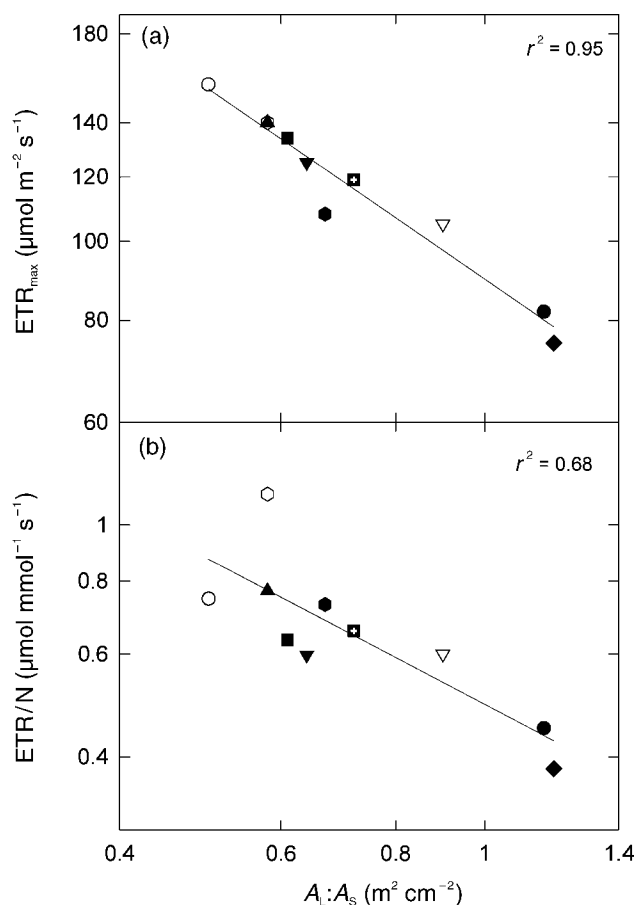 (a)
r² = 0.95
180
140
120
100
80
60
ETRmax (µmol m⁻² s⁻¹)
(b)
r² = 0.68
1
0.8
0.6
0.4
ETR/N (µmol mmol⁻¹ s⁻¹)
0.4 0.6 0.8 1 1.4
AL:AS (m² cm⁻²)